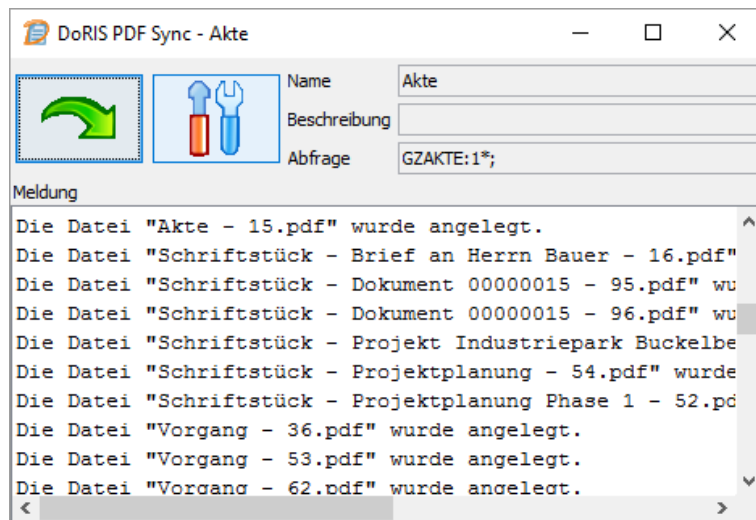 DoRIS PDF Sync - Akte
Name Akte
Beschreibung
Abfrage GZAKTE:1*;
Meldung
Die Datei "Akte - 15.pdf" wurde angelegt.
Die Datei "Schriftstück - Brief an Herrn Bauer - 16.pdf"
Die Datei "Schriftstück - Dokument 00000015 - 95.pdf" wu
Die Datei "Schriftstück - Dokument 00000015 - 96.pdf" wu
Die Datei "Schriftstück - Projekt Industriepark Buckelbe
Die Datei "Schriftstück - Projektplanung - 54.pdf" wurde
Die Datei "Schriftstück - Projektplanung Phase 1 - 52.pd
Die Datei "Vorgang - 36.pdf" wurde angelegt.
Die Datei "Vorgang - 53.pdf" wurde angelegt.
Die Datei "Vorgang - 62.pdf" wurde angelegt.